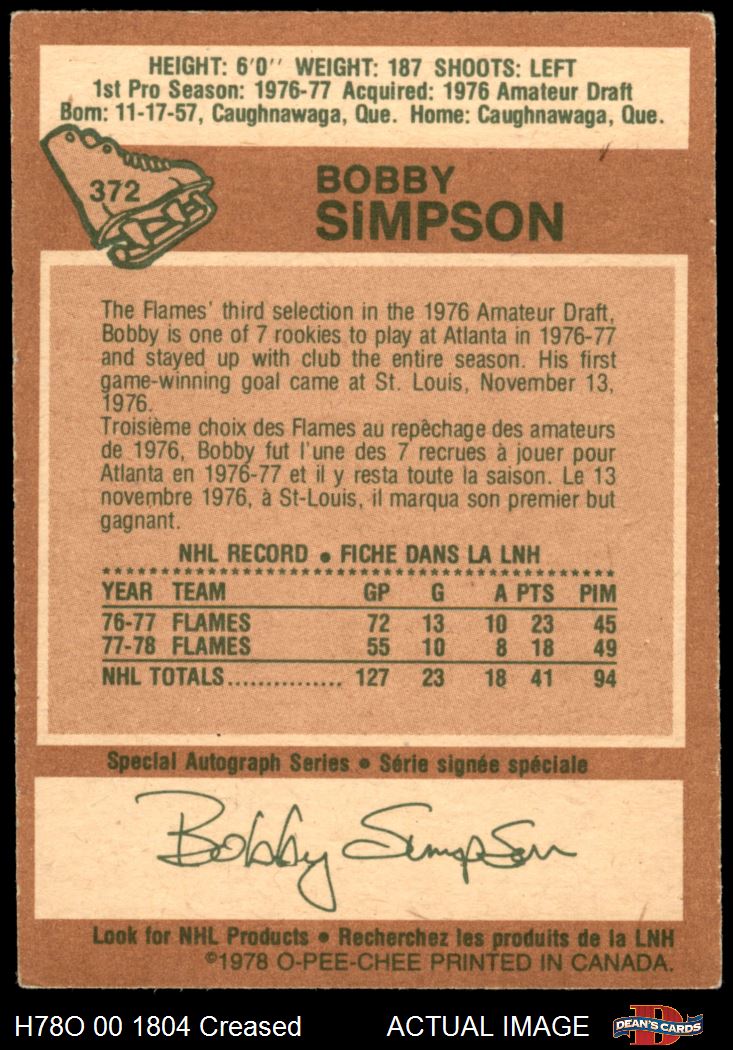 HEIGHT: 6'0'' WEIGHT: 187 SHOOTS: LEFT
1st Pro Season: 1976-77 Acquired: 1976 Amateur Draft
Born: 11-17-57, Caughnawaga, Que. Home: Caughnawaga, Que.
372
BOBBY
SIMPSON
The Flames' third selection in the 1976 Amateur Draft,
Bobby is one of 7 rookies to play at Atlanta in 1976-77
and stayed up with club the entire season. His first
game-winning goal came at St. Louis, November 13,
1976.
Troisième choix des Flames au repêchage des amateurs
de 1976, Bobby fut l'une des 7 recrues à jouer pour
Atlanta en 1976-77 et il y resta toute la saison. Le 13
novembre 1976, à St-Louis, il marqua son premier but
gagnant.
NHL RECORD • FICHE DANS LA LNH
YEAR TEAM GP G A PTS PIM
76-77 FLAMES 72 13 10 23 45
77-78 FLAMES 55 10 8 18 49
NHL TOTALS............... 127 23 18 41 94
Special Autograph Series • Série signée spéciale
Bobby Simpson
Look for NHL Products • Recherchez les produits de la LNH
©1978 O-PEE-CHEE PRINTED IN CANADA.
H78O 00 1804 Creased ACTUAL IMAGE
D
DEAN'S CARDS